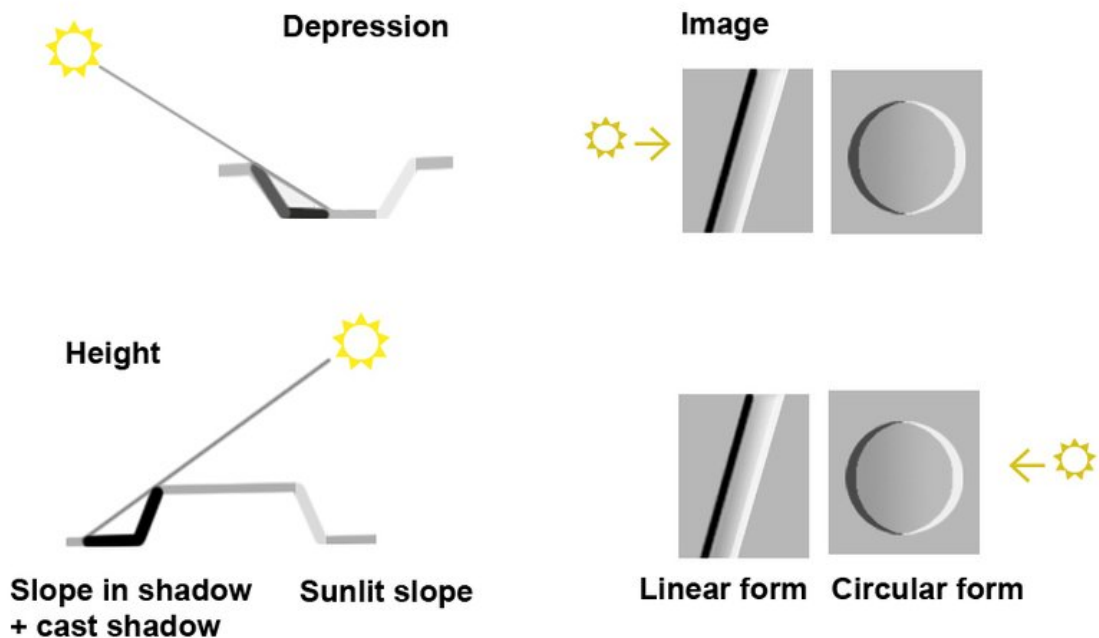 Depression
Image
Height
Slope in shadow
+ cast shadow
Sunlit slope
Linear form
Circular form